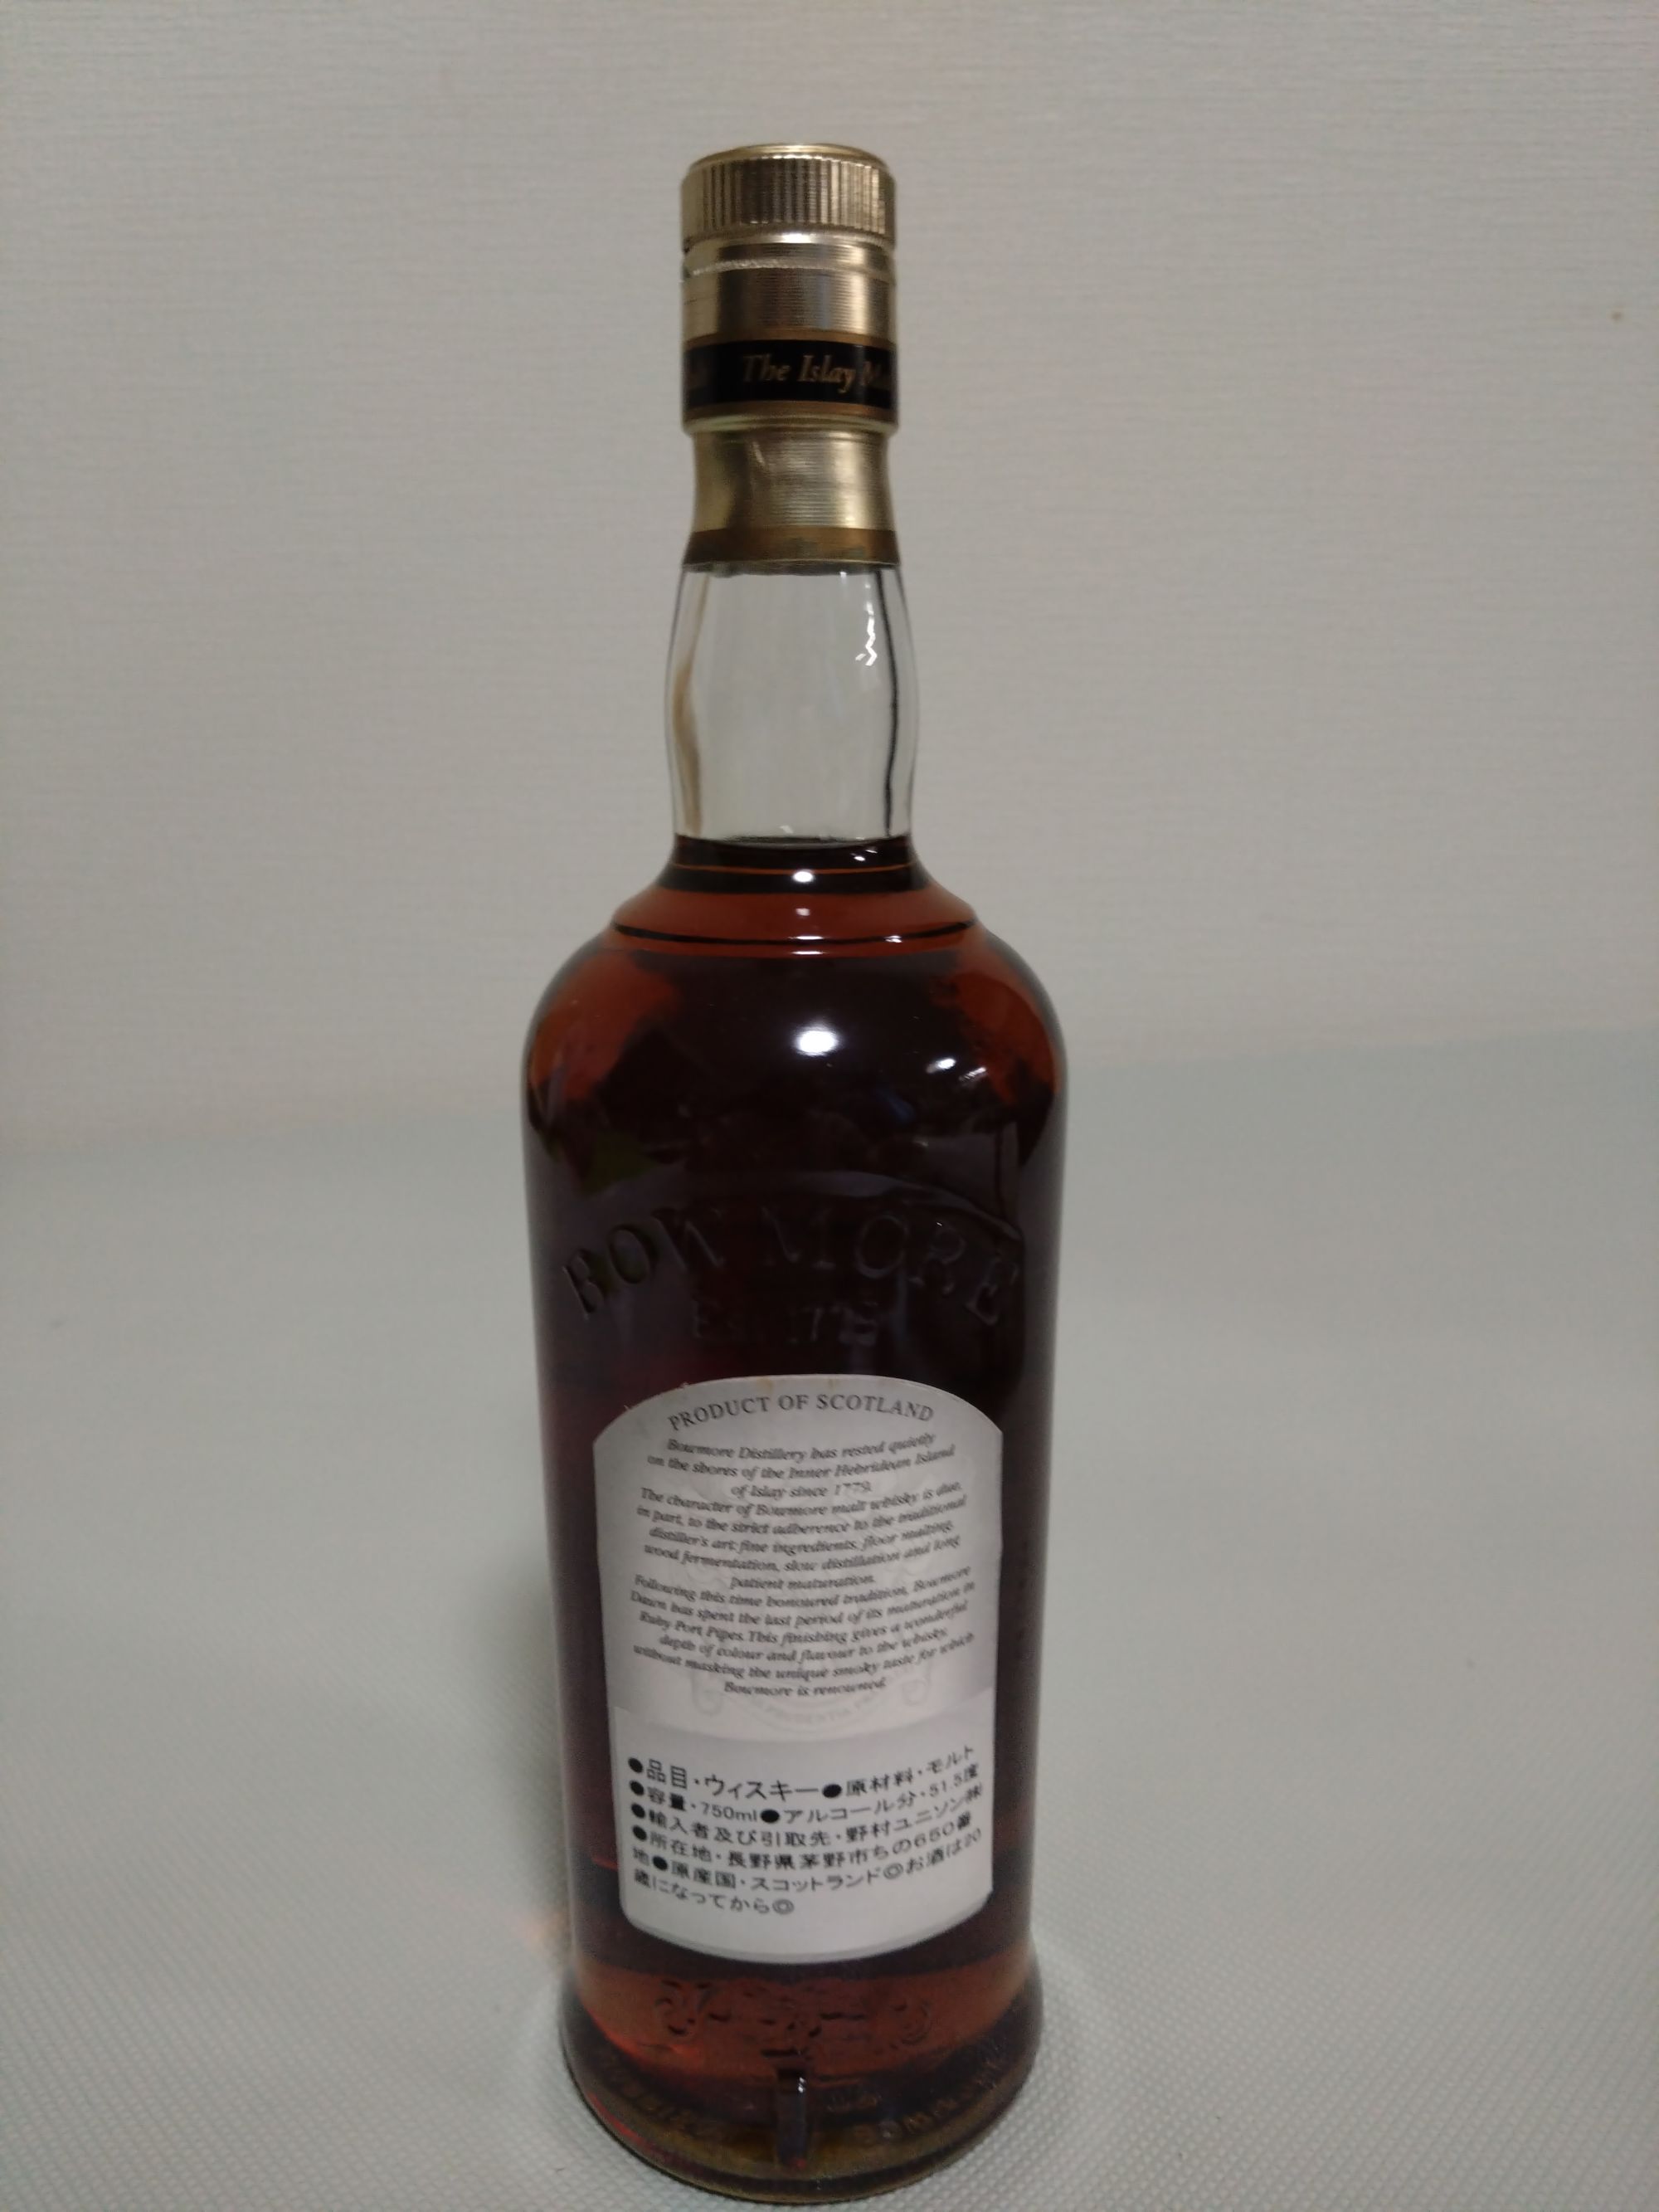 The Islay
BOWMORE
Est. 1779
PRODUCT OF SCOTLAND
Bowmore Distillery has rested quietly
on the shores of the Inner Hebridean Island
of Islay since 1779.
The character of Bowmore malt whisky is due,
in part, to the strict adherence to the traditional
distiller's art: fine ingredients, floor malting,
wood fermentation, slow distillation and long
patient maturation.
Following this time honoured tradition, Bowmore
Dawn has spent the last period of its maturation in
Ruby Port Pipes. This finishing gives a wonderful
depth of colour and flavour to the whisky,
without masking the unique smoky taste for which
Bowmore is renowned.
●品目・ウィスキー●原材料・モルト
●容量・750ml●アルコール分・51.5度
●輸入者及び引取先・野村ユニソン㈱
●所在地・長野県茅野市ちの650番
地●原産国・スコットランド◎お酒は20
歳になってから◎